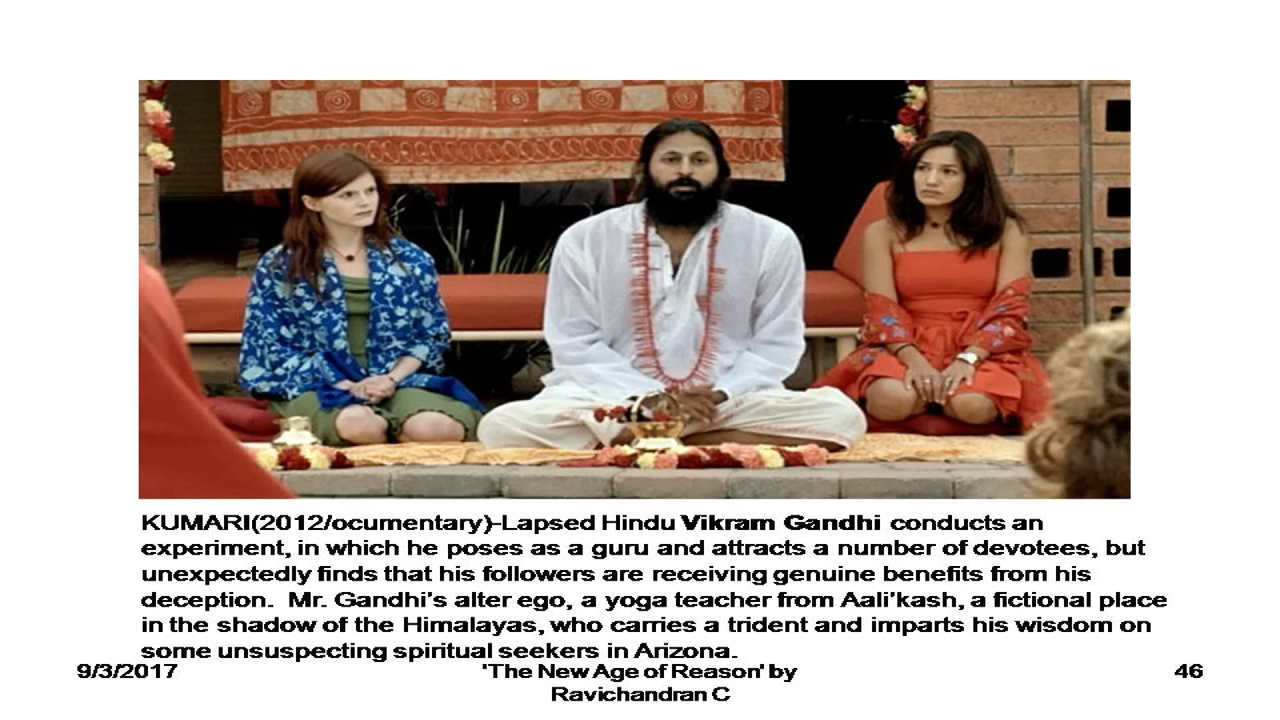 KUMARI(2012/ocumentary)-Lapsed Hindu Vikram Gandhi conducts an
experiment, in which he poses as a guru and attracts a number of devotees, but
unexpectedly finds that his followers are receiving genuine benefits from his
deception.  Mr. Gandhi's alter ego, a yoga teacher from Aali'kash, a fictional place
in the shadow of the Himalayas, who carries a trident and imparts his wisdom on
some unsuspecting spiritual seekers in Arizona.
9/3/2017
'The New Age of Reason' by
Ravichandran C
46